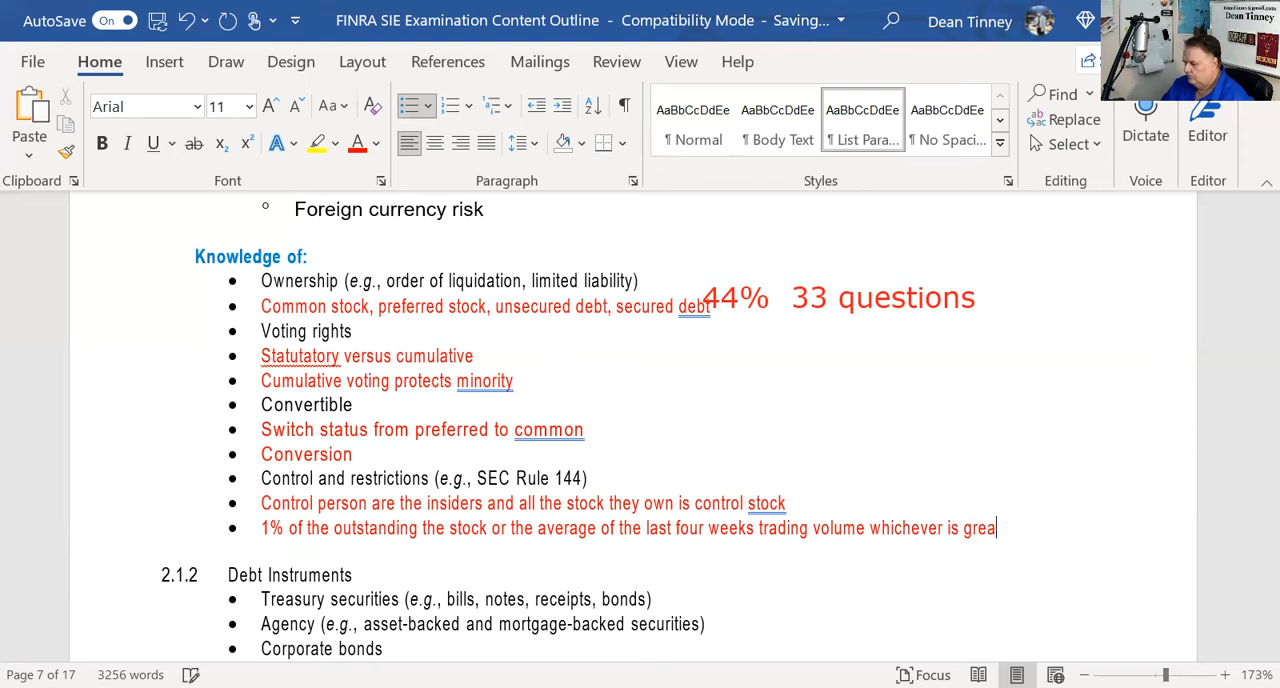 AutoSave On FINRA SIE Examination Content Outline - Compatibility Mode - Saving... Dean Tinney
DeanTinney@gmail.com
Dean Tinney
File Home Insert Draw Design Layout References Mailings Review View Help
Paste
Arial 11
AaBbCcDdEe AaBbCcDdE AaBbCcDdEe AaBbCcDdEe
¶ Normal ¶ Body Text ¶ List Para... ¶ No Spaci...
Find
Replace
Select
Dictate
Editor
Clipboard Font Paragraph Styles Editing Voice Editor
° Foreign currency risk
Knowledge of:
• Ownership (e.g., order of liquidation, limited liability)
• Common stock, preferred stock, unsecured debt, secured debt
44% 33 questions
• Voting rights
• Statutatory versus cumulative
• Cumulative voting protects minority
• Convertible
• Switch status from preferred to common
• Conversion
• Control and restrictions (e.g., SEC Rule 144)
• Control person are the insiders and all the stock they own is control stock
• 1% of the outstanding the stock or the average of the last four weeks trading volume whichever is grea
2.1.2 Debt Instruments
• Treasury securities (e.g., bills, notes, receipts, bonds)
• Agency (e.g., asset-backed and mortgage-backed securities)
• Corporate bonds
Page 7 of 17 3256 words Focus 173%